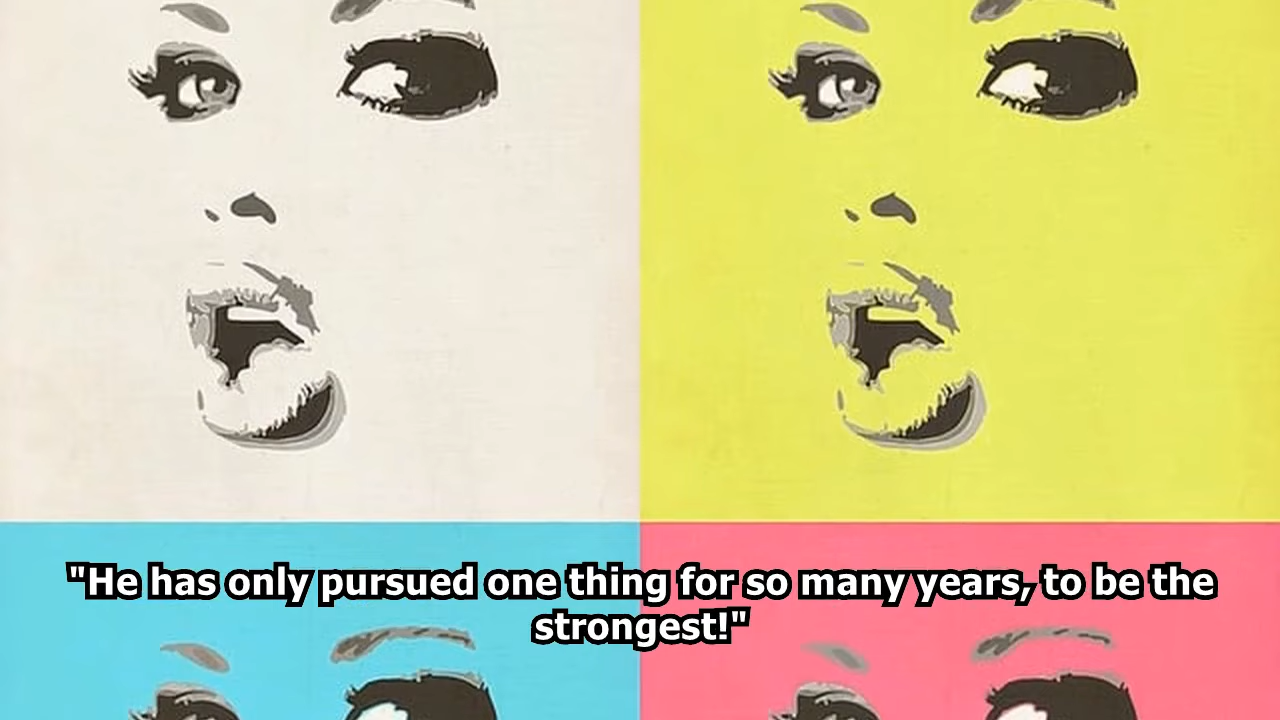 "He has only pursued one thing for so many years, to be the
strongest!"